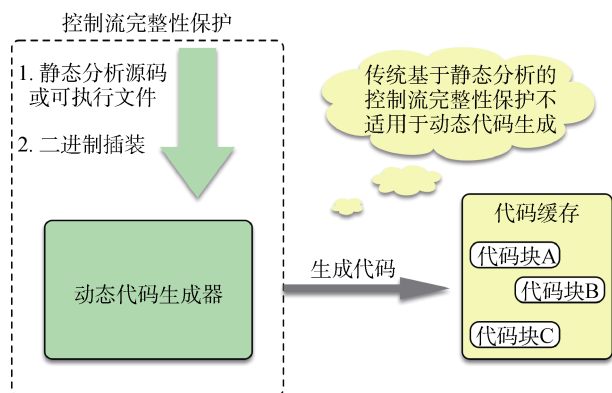 控制流完整性保护
1. 静态分析源码
或可执行文件
2. 二进制插装
传统基于静态分析的
控制流完整性保护不
适用于动态代码生成
动态代码生成器
生成代码
代码缓存
代码块A
代码块B
代码块C